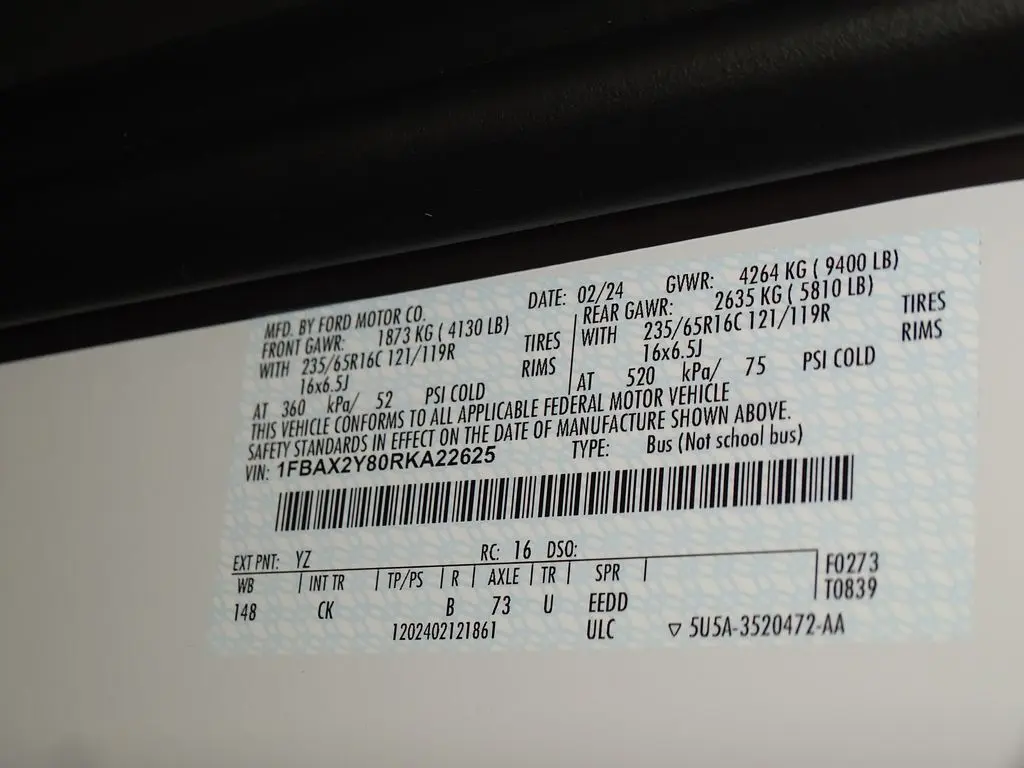 MFD. BY FORD MOTOR CO. DATE: 02/24 GVWR: 4264 KG ( 9400 LB)
FRONT GAWR: 1873 KG ( 4130 LB) REAR GAWR: 2635 KG ( 5810 LB)
WITH 235/65R16C 121/119R TIRES WITH 235/65R16C 121/119R TIRES
16x6.5J RIMS 16x6.5J RIMS
AT 360 kPa/ 52 PSI COLD AT 520 kPa/ 75 PSI COLD
THIS VEHICLE CONFORMS TO ALL APPLICABLE FEDERAL MOTOR VEHICLE
SAFETY STANDARDS IN EFFECT ON THE DATE OF MANUFACTURE SHOWN ABOVE.
VIN: 1FBAX2Y80RKA22625 TYPE: Bus (Not school bus)
EXT PNT: YZ RC: 16 DSO:
WB INT TR TP/PS R AXLE TR SPR F0273
148 CK B 73 U EEDD T0839
1202402121861 ULC ▽ 5U5A-3520472-AA